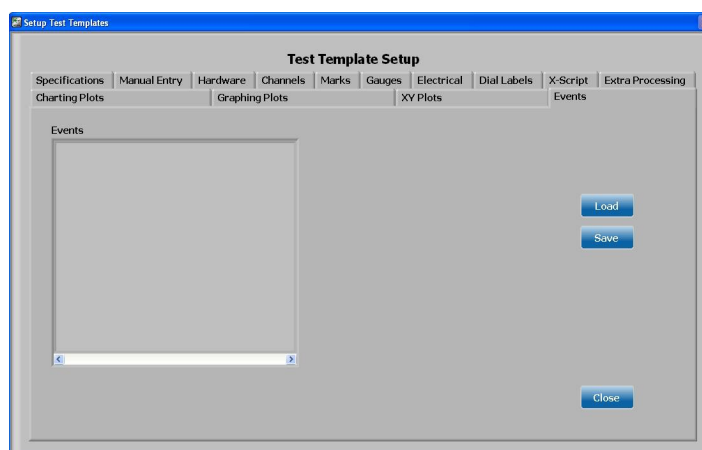 Setup Test Templates
Test Template Setup
Specifications Manual Entry Hardware Channels Marks Gauges Electrical Dial Labels X-Script Extra Processing
Charting Plots Graphing Plots XY Plots Events
Events
Load
Save
Close